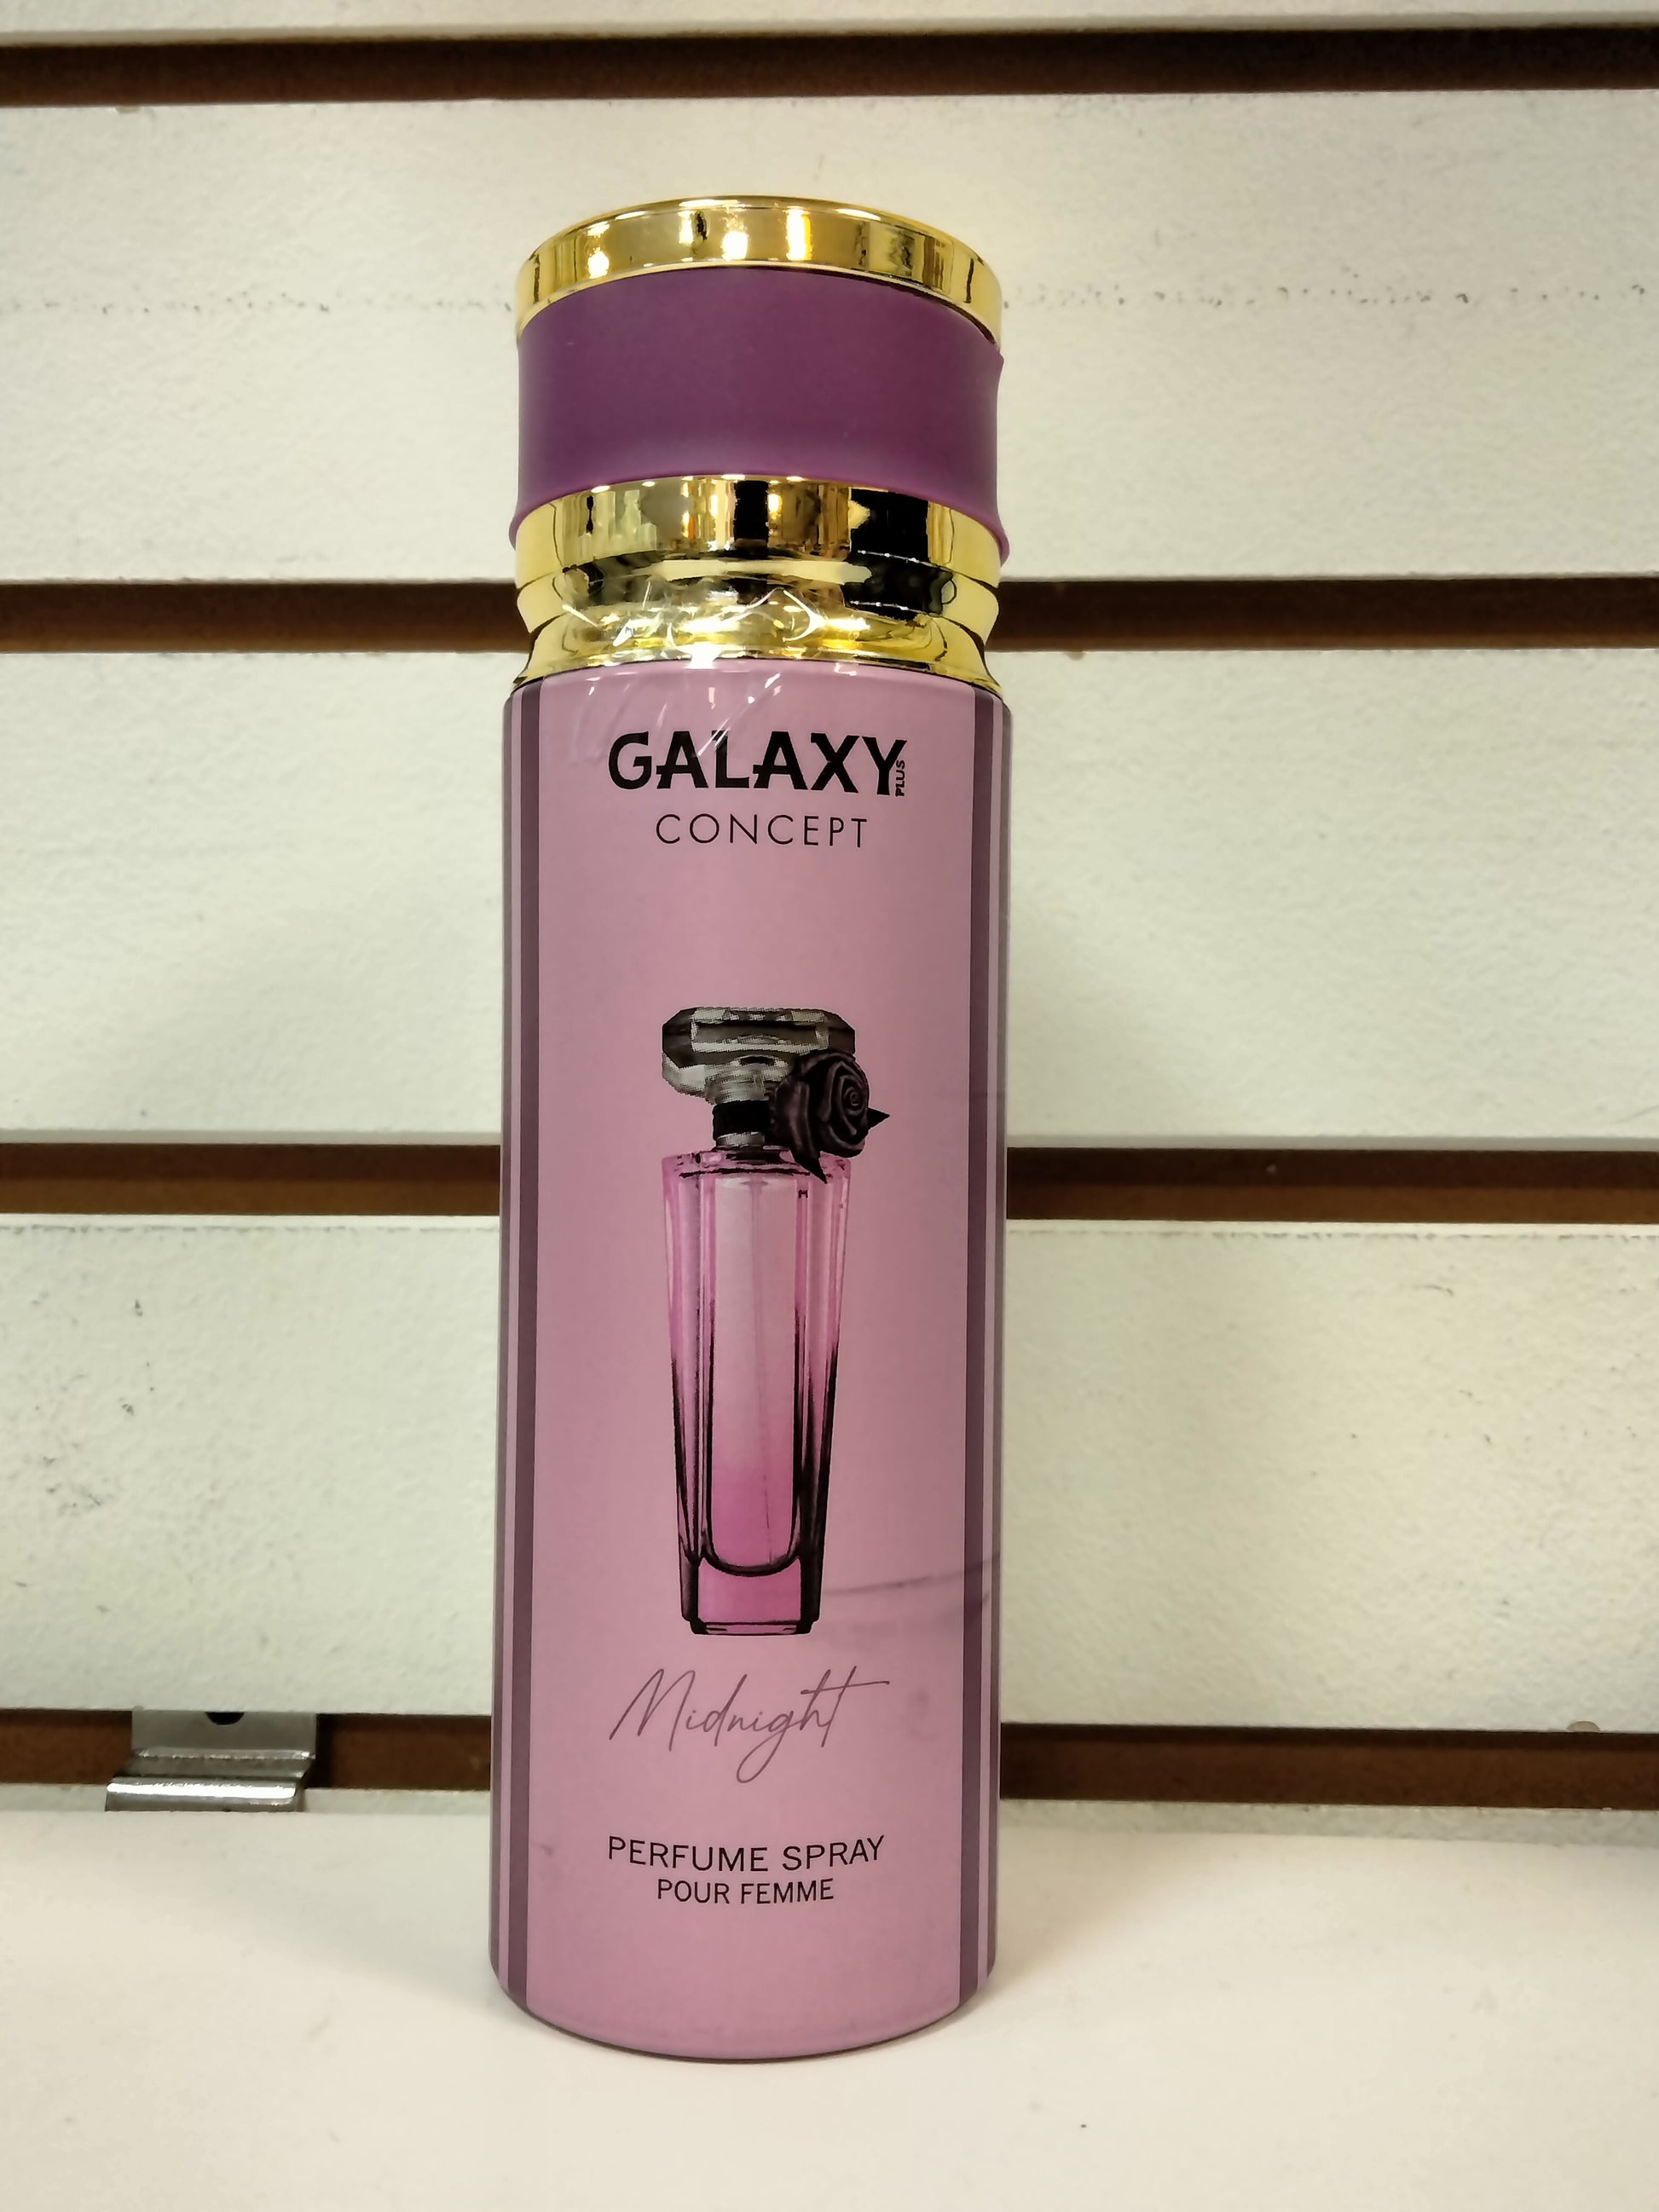 GALAXY PLUS
CONCEPT
Midnight
PERFUME SPRAY
POUR FEMME